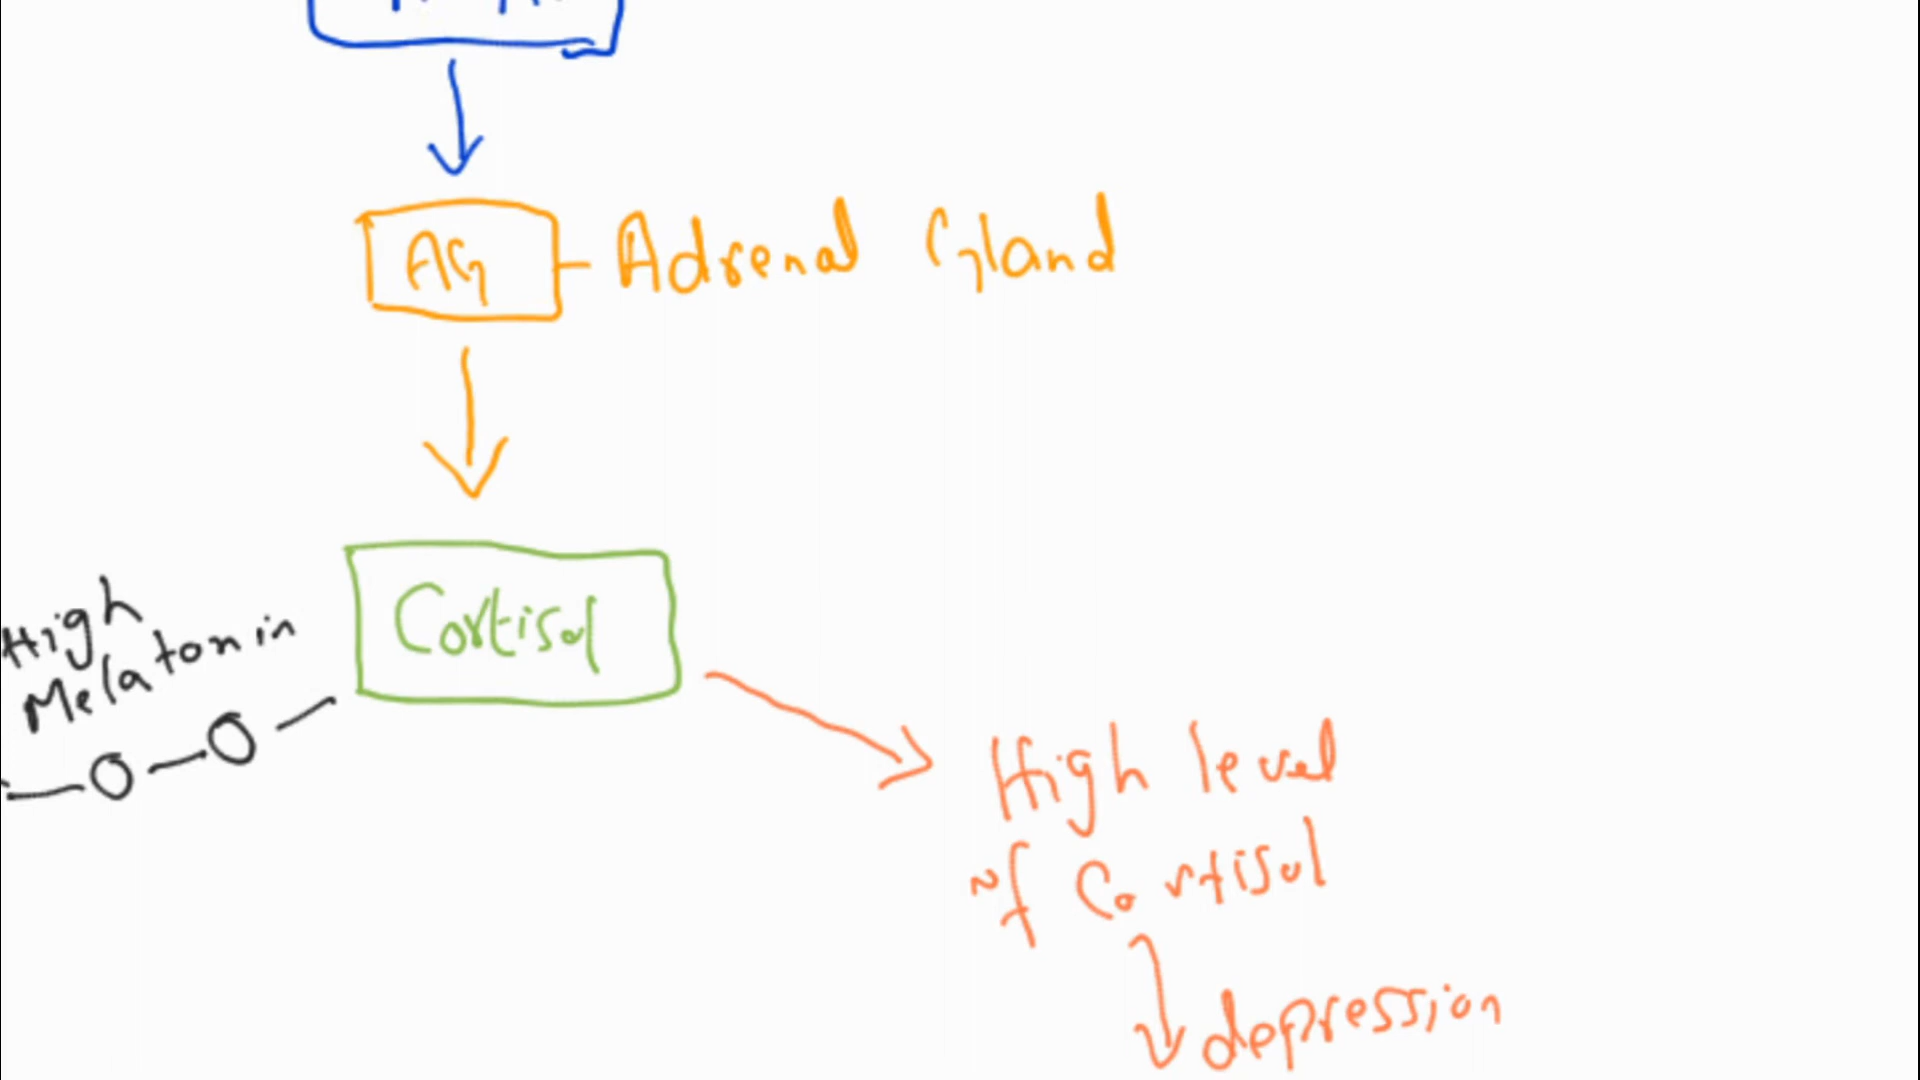 AG - Adrenal Gland
Cortisol
High
Melatonin
High level
of Cortisol
depression